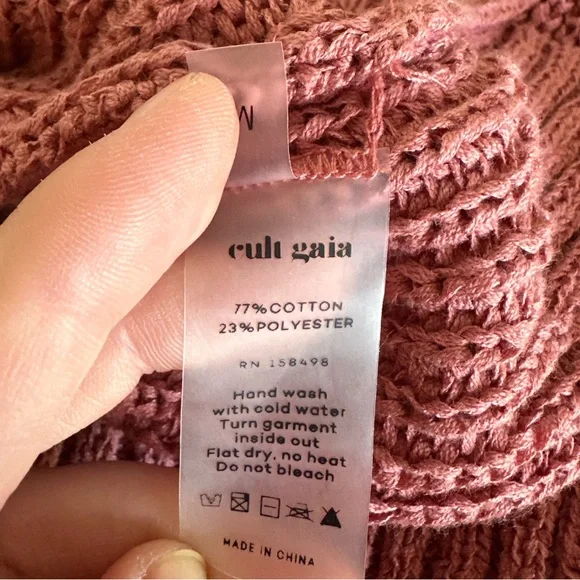 M
cult gaia
77%COTTON
23%POLYESTER
RN 158498
Hand wash
with cold water
Turn garment
inside out
Flat dry, no heat
Do not bleach
MADE IN CHINA